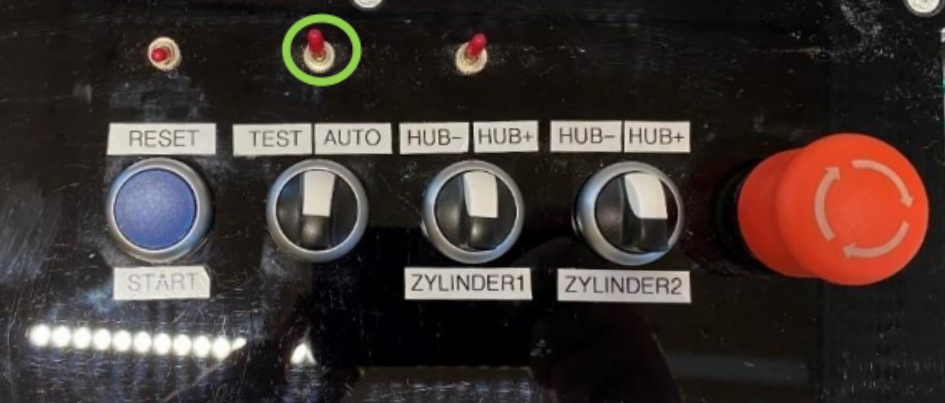 RESET TEST AUTO HUB- HUB+ HUB- HUB+
START ZYLINDER1 ZYLINDER2